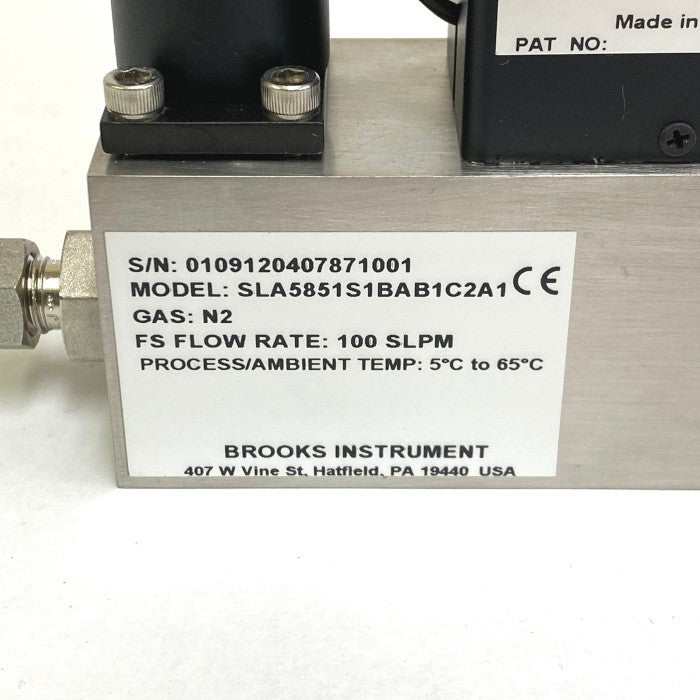 Made in
PAT NO:
S/N: 0109120407871001
MODEL: SLA5851S1BAB1C2A1 CE
GAS: N2
FS FLOW RATE: 100 SLPM
PROCESS/AMBIENT TEMP: 5°C to 65°C
BROOKS INSTRUMENT
407 W Vine St, Hatfield, PA 19440 USA